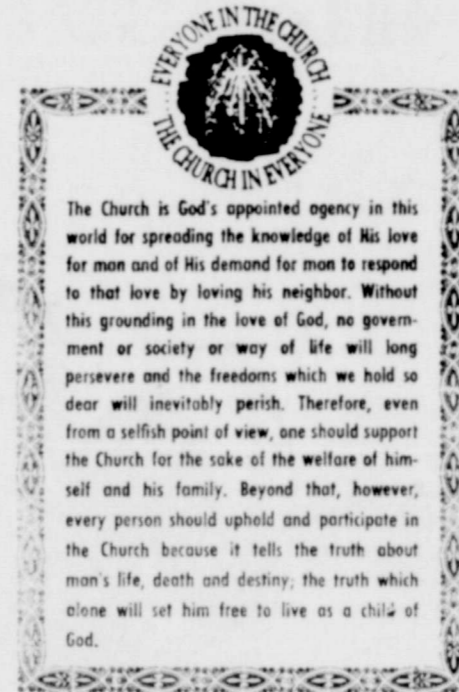 EVERYONE IN THE CHURCH
THE CHURCH IN EVERYONE
The Church is God's appointed agency in this
world for spreading the knowledge of His love
for man and of His demand for man to respond
to that love by loving his neighbor. Without
this grounding in the love of God, no govern-
ment or society or way of life will long
persevere and the freedoms which we hold so
dear will inevitably perish. Therefore, even
from a selfish point of view, one should support
the Church for the sake of the welfare of him-
self and his family. Beyond that, however,
every person should uphold and participate in
the Church because it tells the truth about
man's life, death and destiny; the truth which
alone will set him free to live as a child of
God.